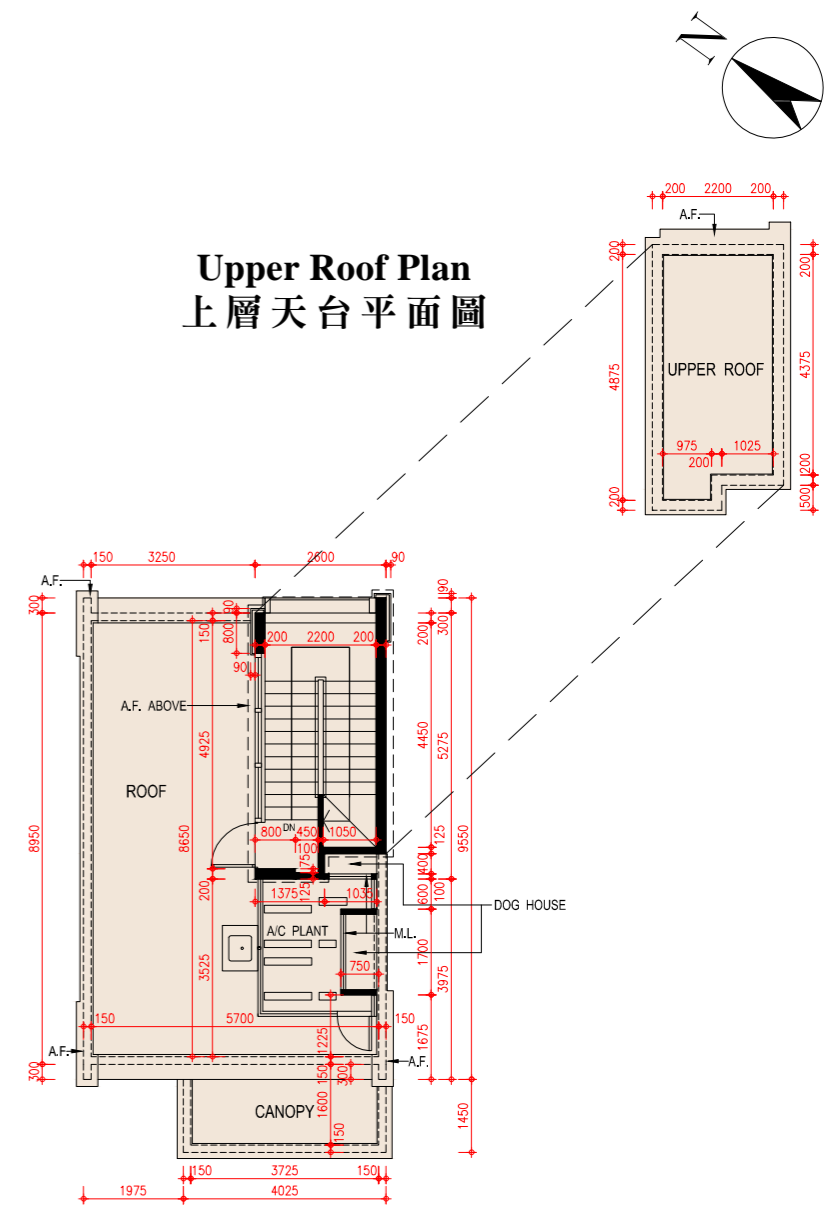 N
200 2200 200
A.F.
200
200
Upper Roof Plan
上層天台平面圖
4875
4375
UPPER ROOF
975 1025
200
200
200
500
150 3250 2600 90
A.F.
300
90
300
150
90
800
200
200 2200 200
90
A.F. ABOVE
4925
4450
5275
ROOF
8950
8650
9550
DN
800 450 1050
100
125
75
400
125
200
600
100
1375 1035
DOG HOUSE
A/C PLANT
M.L.
1700
750
3525
3975
150 5700 150
1675
1225
A.F.
A.F.
300
150
300
CANOPY
1600
150
1450
150 3725 150
1975 4025